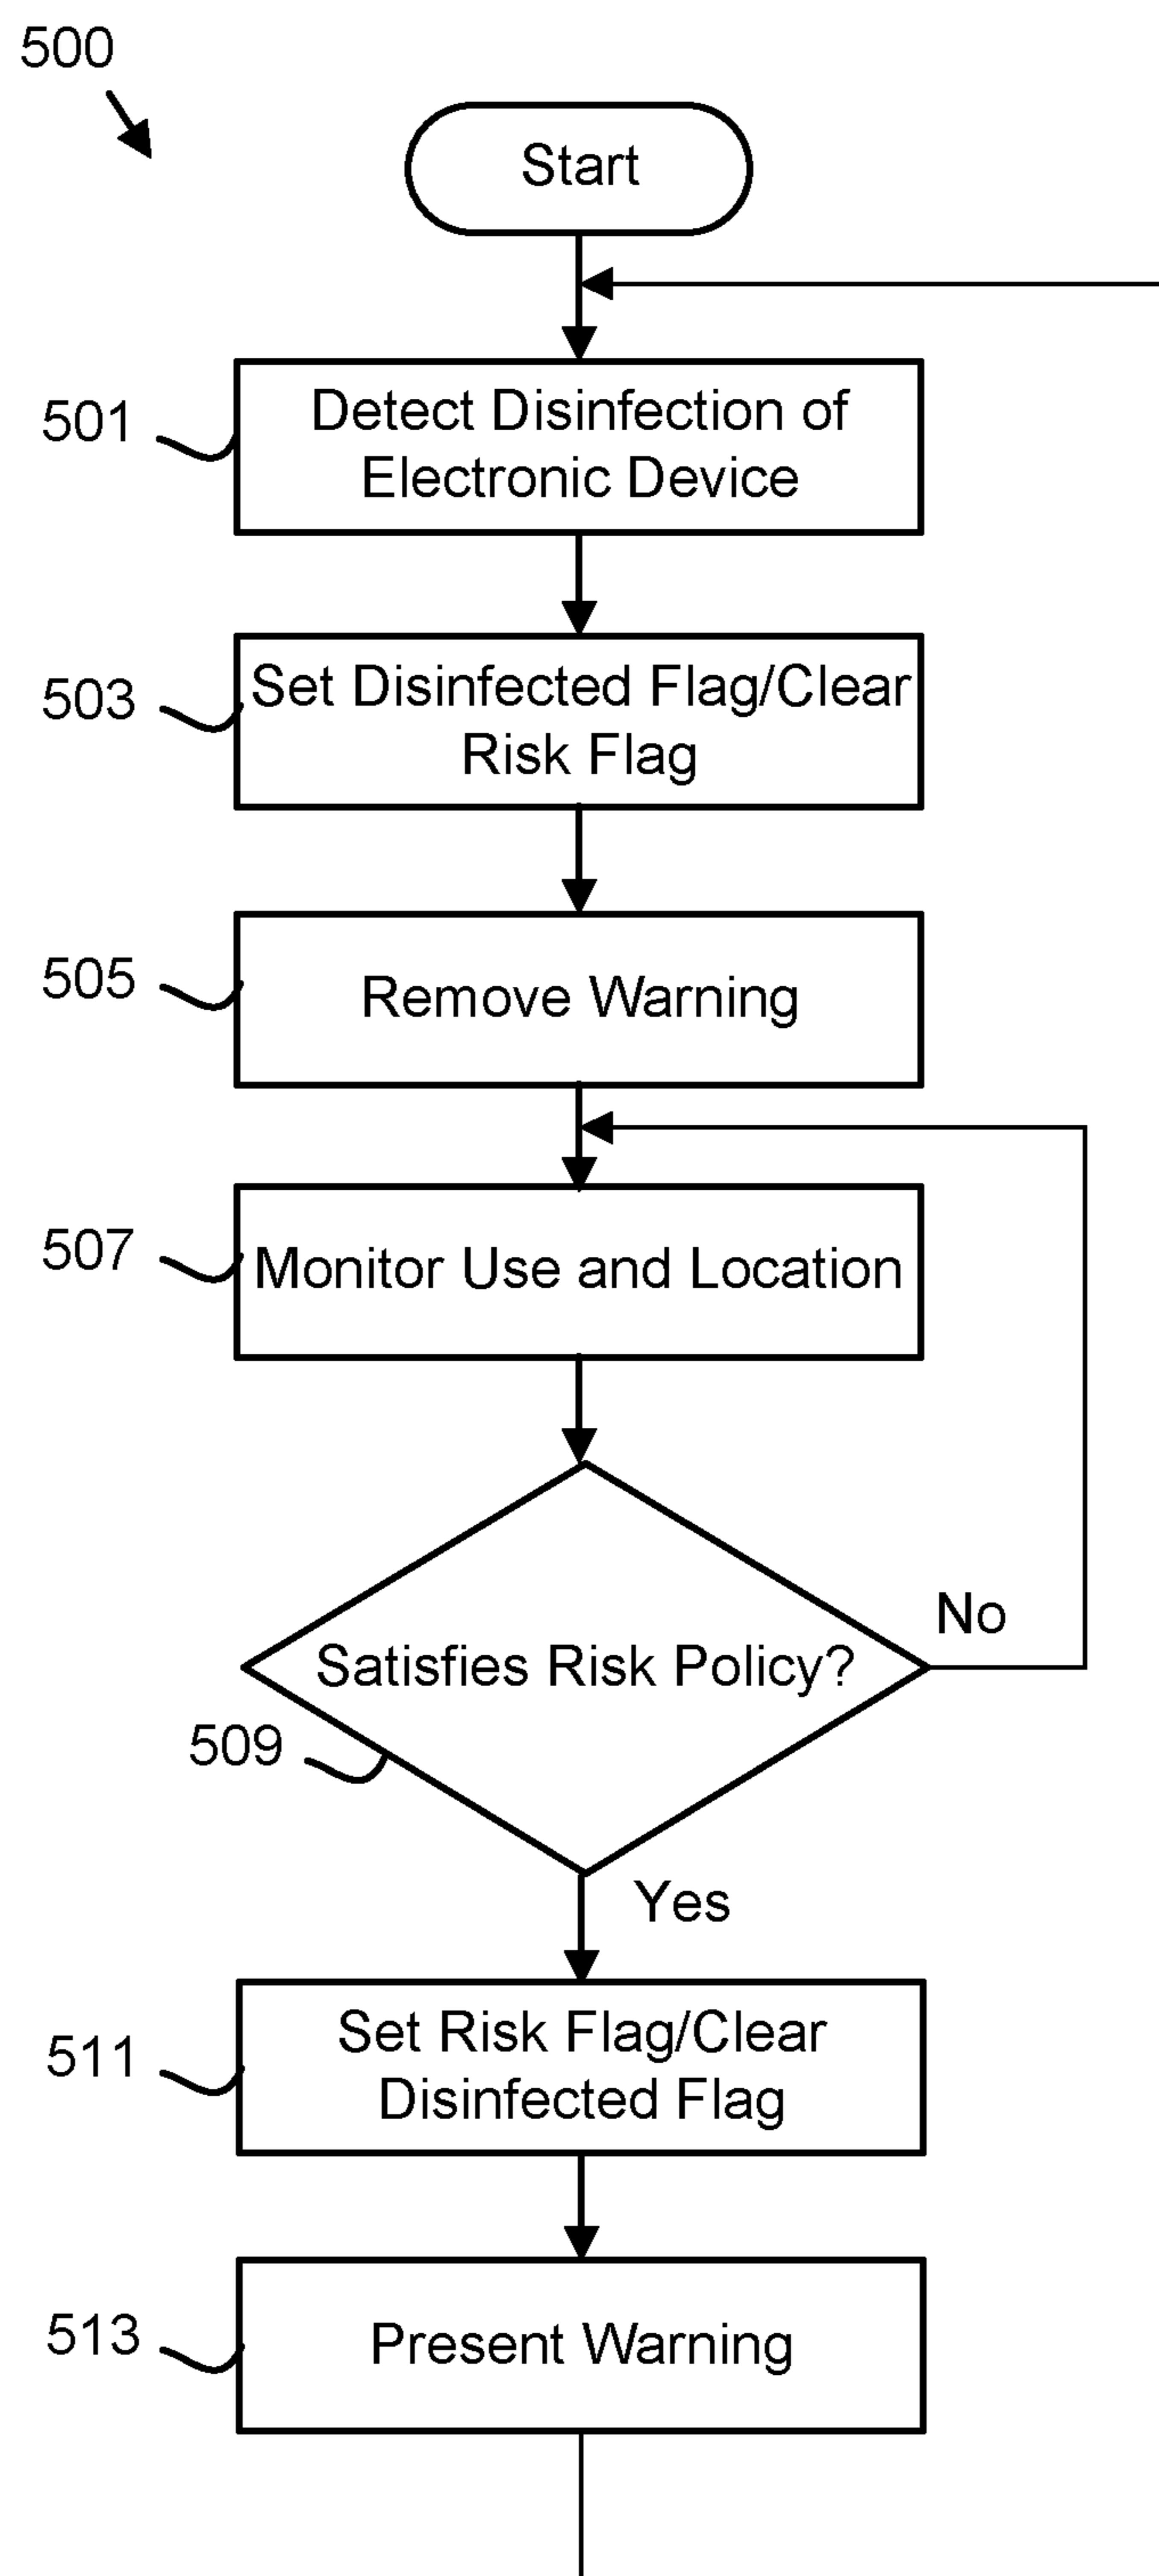 500
Start
501
Detect Disinfection of
Electronic Device
503
Set Disinfected Flag/Clear
Risk Flag
505
Remove Warning
507
Monitor Use and Location
No
Satisfies Risk Policy?
509
Yes
511
Set Risk Flag/Clear
Disinfected Flag
513
Present Warning